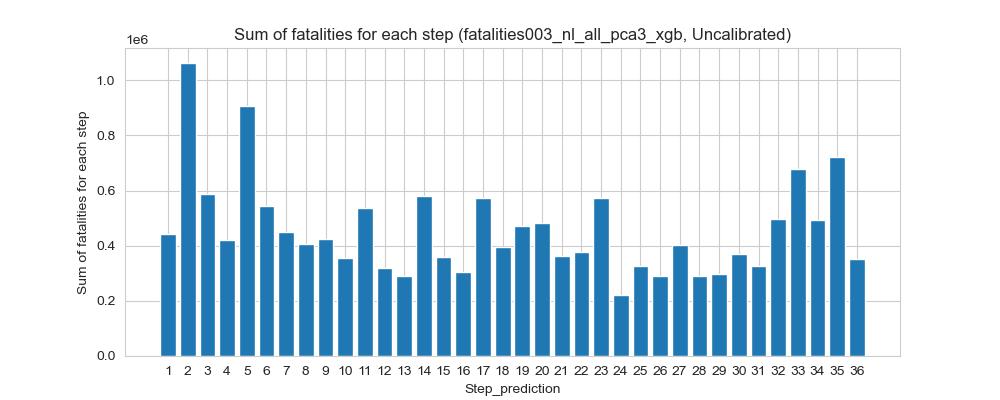 Sum of fatalities for each step (fatalities003_nl_all_pca3_xgb, Uncalibrated)
1e6
1.0
0.8
0.6
0.4
0.2
0.0
Sum of fatalities for each step
1 2 3 4 5 6 7 8 9 10 11 12 13 14 15 16 17 18 19 20 21 22 23 24 25 26 27 28 29 30 31 32 33 34 35 36
Step_prediction